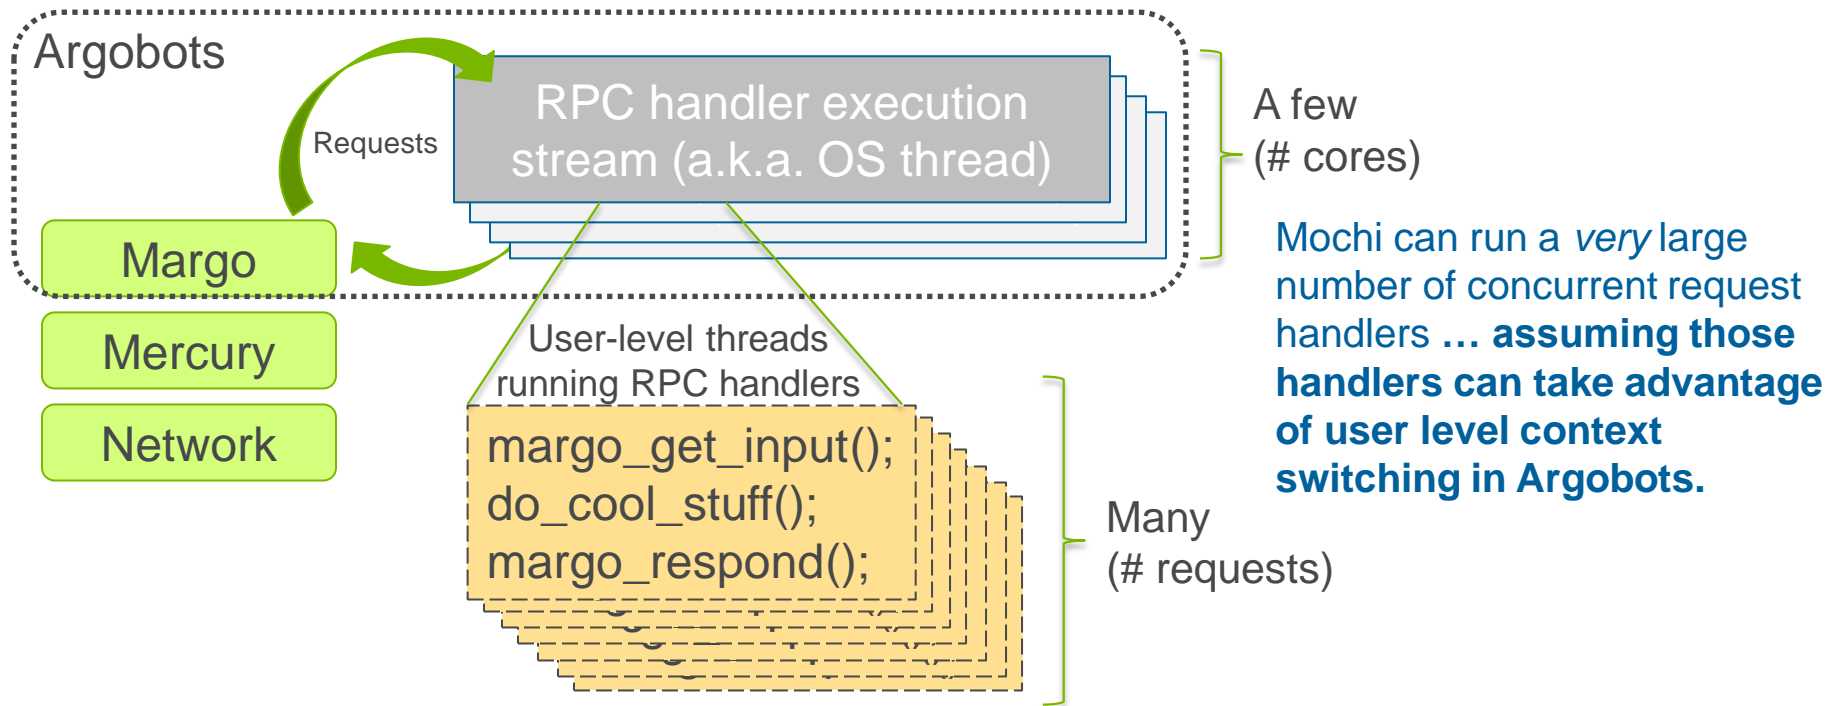 Argobots
Requests
RPC handler execution
stream (a.k.a. OS thread)
A few
(# cores)
Margo
Mercury
Network
User-level threads
running RPC handlers
margo_get_input();
do_cool_stuff();
margo_respond();
Many
(# requests)
Mochi can run a very large
number of concurrent request
handlers … assuming those
handlers can take advantage
of user level context
switching in Argobots.